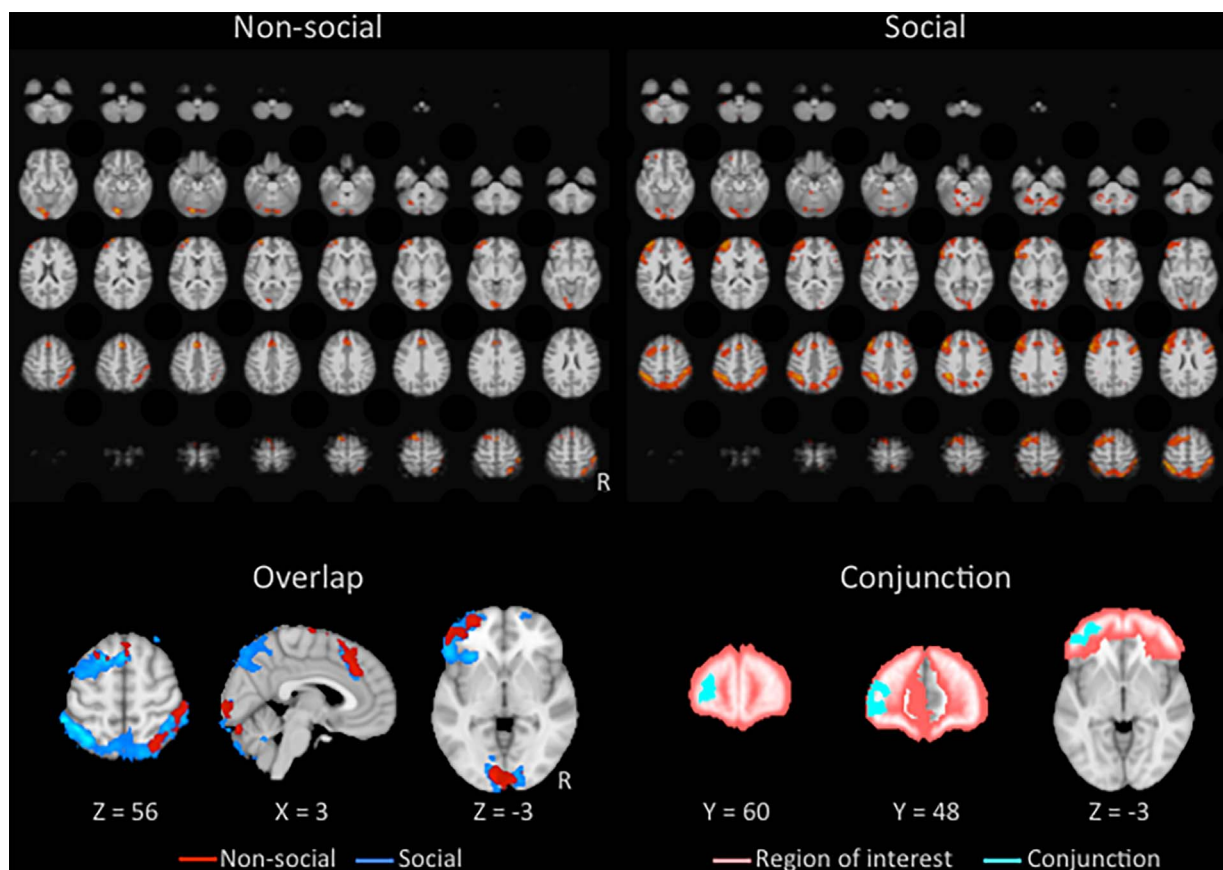 Non-social
Social
R
Overlap
Conjunction
R
Z = 56
X = 3
Z = -3
Y = 60
Y = 48
Z = -3
Non-social
Social
Region of interest
Conjunction